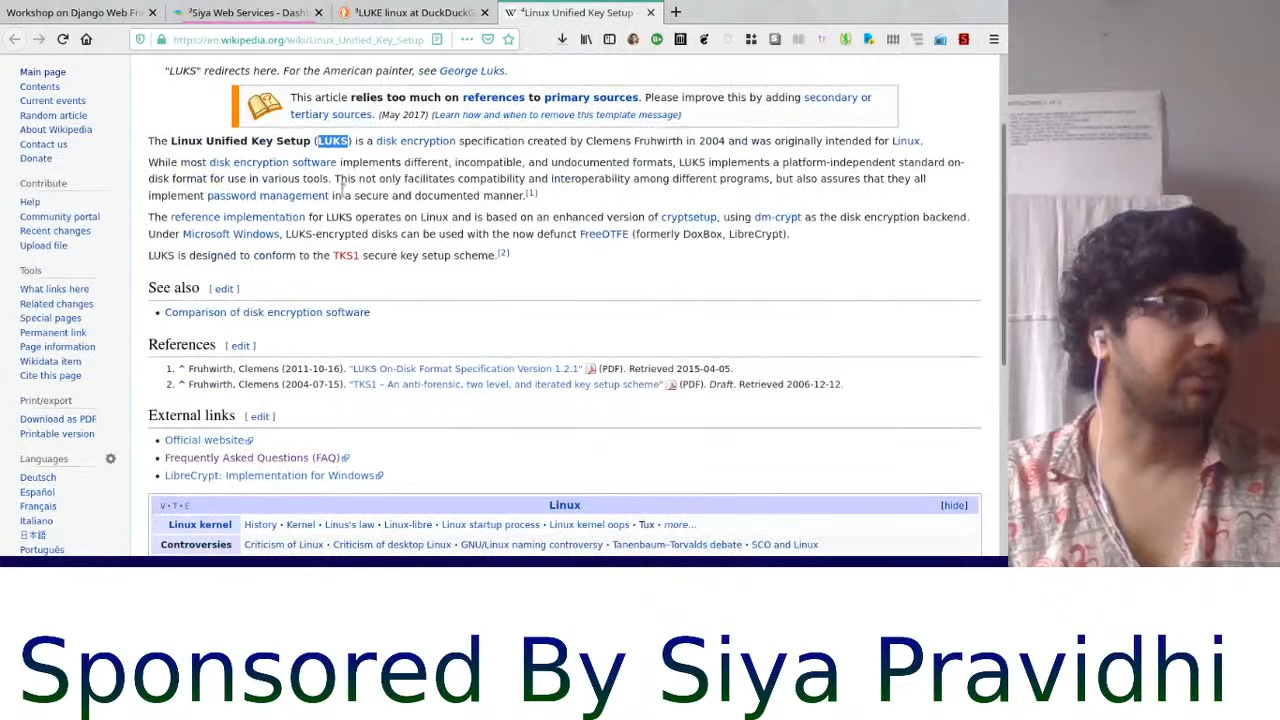 Workshop on Django Web Fr
²Siya Web Services - Dashb
³LUKE linux at DuckDuckG
⁴Linux Unified Key Setup -
https://en.wikipedia.org/wiki/Linux_Unified_Key_Setup
Main page
Contents
Current events
Random article
About Wikipedia
Contact us
Donate
Contribute
Help
Community portal
Recent changes
Upload file
Tools
What links here
Related changes
Special pages
Permanent link
Page information
Wikidata item
Cite this page
Print/export
Download as PDF
Printable version
Languages
Deutsch
Español
Français
Italiano
日本語
Português
"LUKS" redirects here. For the American painter, see George Luks.
This article relies too much on references to primary sources. Please improve this by adding secondary or
tertiary sources. (May 2017) (Learn how and when to remove this template message)
The Linux Unified Key Setup (LUKS) is a disk encryption specification created by Clemens Fruhwirth in 2004 and was originally intended for Linux.
While most disk encryption software implements different, incompatible, and undocumented formats, LUKS implements a platform-independent standard on-
disk format for use in various tools. This not only facilitates compatibility and interoperability among different programs, but also assures that they all
implement password management in a secure and documented manner.[1]
The reference implementation for LUKS operates on Linux and is based on an enhanced version of cryptsetup, using dm-crypt as the disk encryption backend.
Under Microsoft Windows, LUKS-encrypted disks can be used with the now defunct FreeOTFE (formerly DoxBox, LibreCrypt).
LUKS is designed to conform to the TKS1 secure key setup scheme.[2]
See also [ edit ]
• Comparison of disk encryption software
References [ edit ]
1. ^ Fruhwirth, Clemens (2011-10-16). "LUKS On-Disk Format Specification Version 1.2.1" (PDF). Retrieved 2015-04-05.
2. ^ Fruhwirth, Clemens (2004-07-15). "TKS1 – An anti-forensic, two level, and iterated key setup scheme" (PDF). Draft. Retrieved 2006-12-12.
External links [ edit ]
• Official website
• Frequently Asked Questions (FAQ)
• LibreCrypt: Implementation for Windows
V • T • E Linux [hide]
Linux kernel History • Kernel • Linus's law • Linux-libre • Linux startup process • Linux kernel oops • Tux • more...
Controversies Criticism of Linux • Criticism of desktop Linux • GNU/Linux naming controversy • Tanenbaum–Torvalds debate • SCO and Linux
Sponsored By Siya Pravidhi